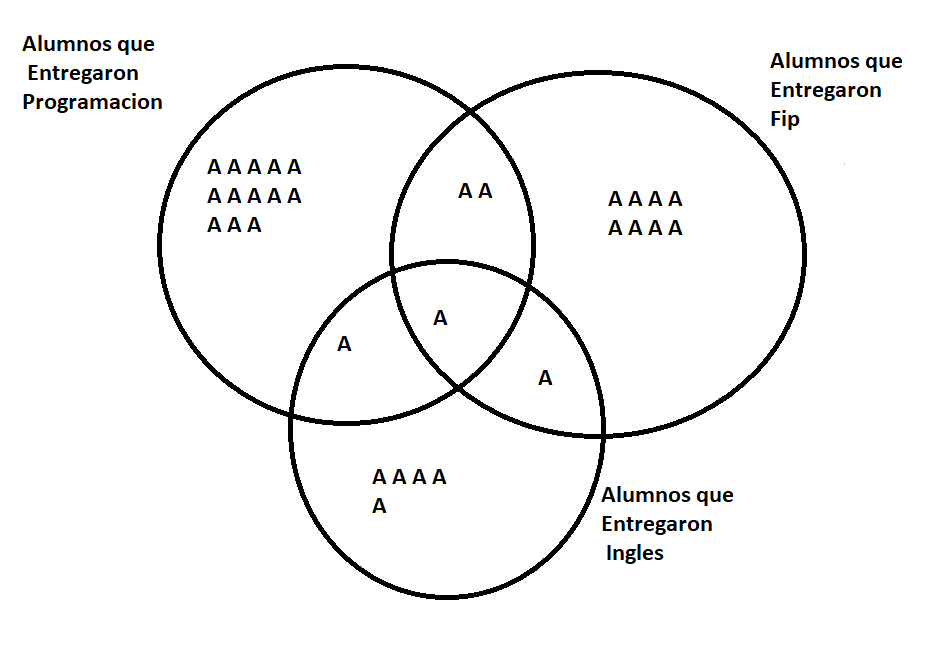 Alumnos que
Entregaron
Programacion
Alumnos que
Entregaron
Fip
A A A A A
A A A A A
A A A
A A
A A A A
A A A A
A
A
A
A A A A
A
Alumnos que
Entregaron
Ingles